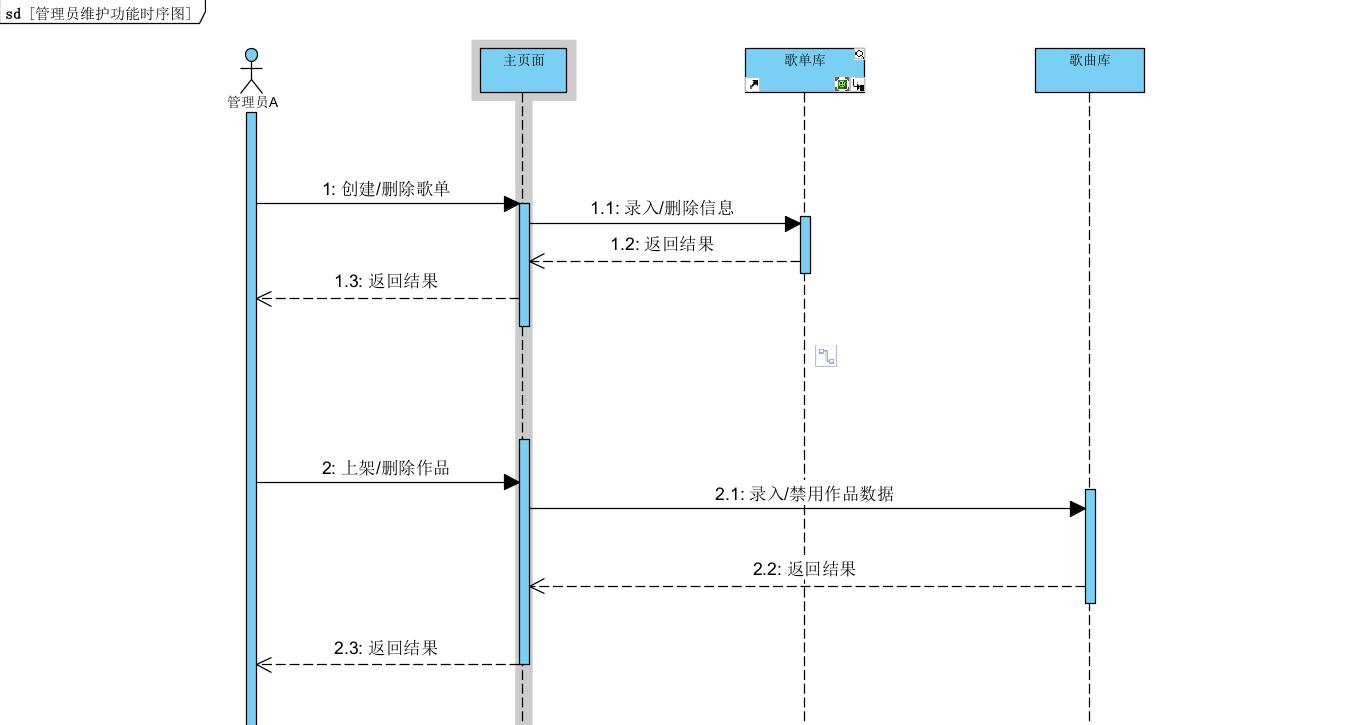 sd [管理员维护功能时序图]
管理员A
主页面
歌单库
歌曲库
1: 创建/删除歌单
1.1: 录入/删除信息
1.2: 返回结果
1.3: 返回结果
2: 上架/删除作品
2.1: 录入/禁用作品数据
2.2: 返回结果
2.3: 返回结果